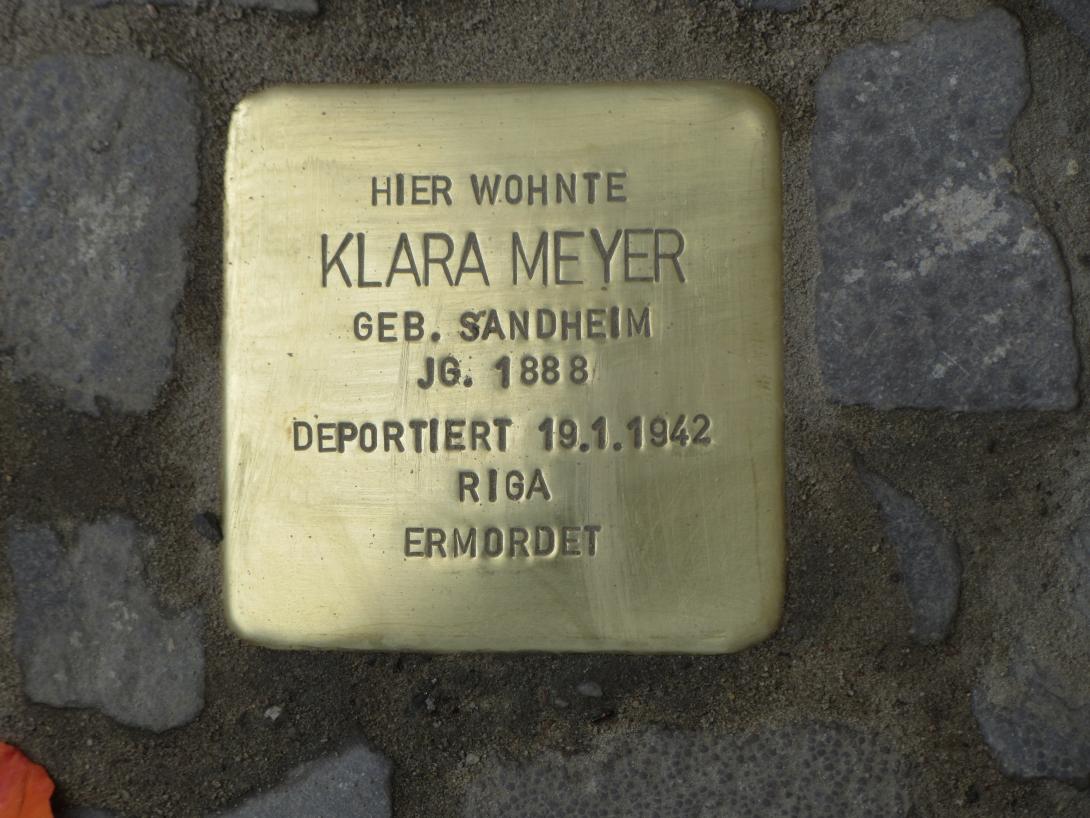 HIER WOHNTE
KLARA MEYER
GEB. SANDHEIM
JG. 1888
DEPORTIERT 19.1.1942
RIGA
ERMORDET